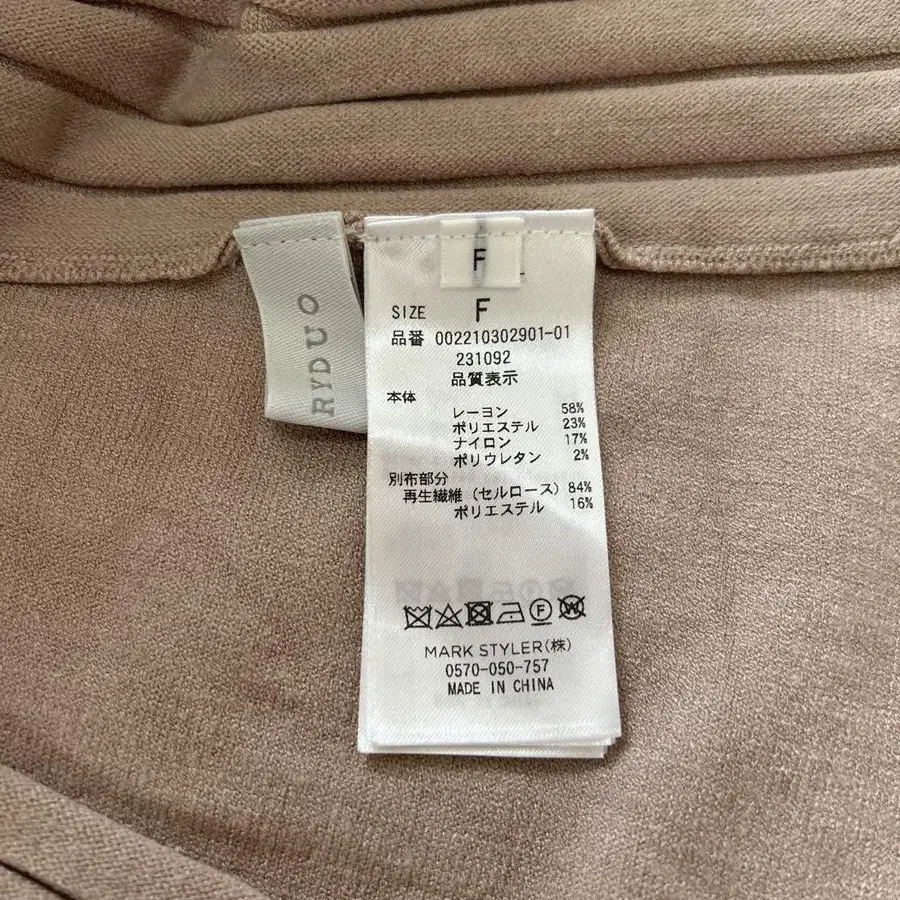 RYDUO
F
SIZE F
品番 002210302901-01
231092
品質表示
本体
レーヨン 58%
ポリエステル 23%
ナイロン 17%
ポリウレタン 2%
別布部分
再生繊維(セルロース) 84%
ポリエステル 16%
F W
MARK STYLER(株)
0570-050-757
MADE IN CHINA